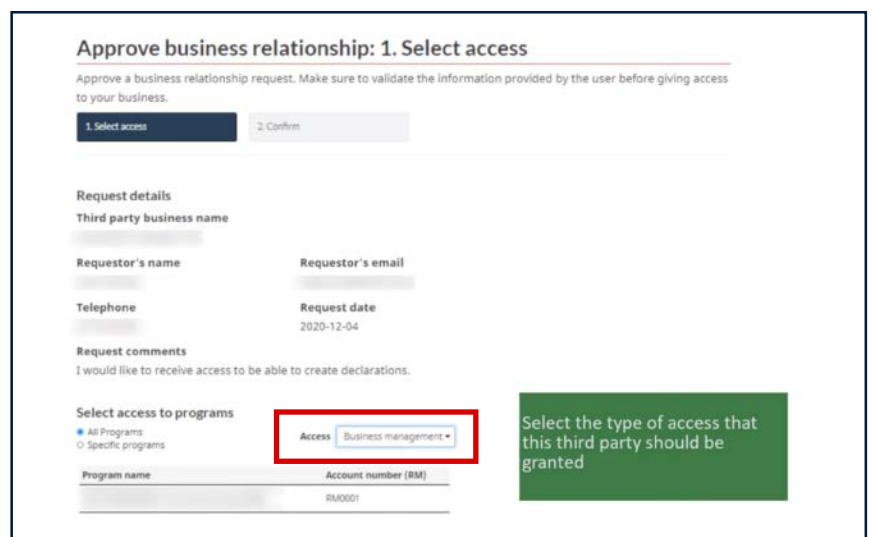 Approve business relationship: 1. Select access
Approve a business relationship request. Make sure to validate the information provided by the user before giving access
to your business.
1. Select access
2. Confirm
Request details
Third party business name
Requestor's name
Requestor's email
Telephone
Request date
2020-12-04
Request comments
I would like to receive access to be able to create declarations.
Select access to programs
All Programs
Specific programs
Access
Business management
Select the type of access that
this third party should be
granted
Program name
Account number (RM)
RM0001